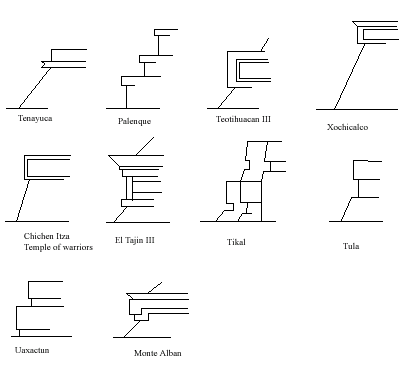 Tenayuca
Palenque
Teotihuacan III
Xochicalco
Chichen Itza
Temple of warriors
El Tajin III
Tikal
Tula
Uaxactun
Monte Alban